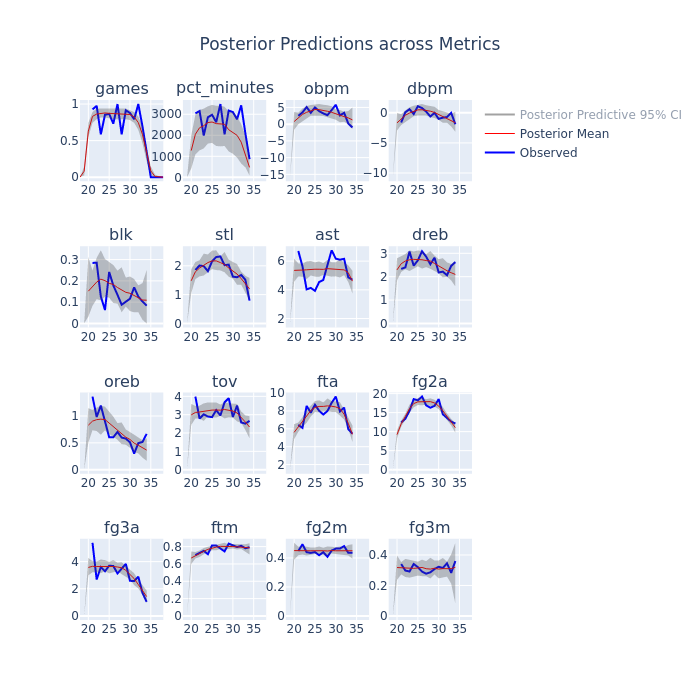 Posterior Predictions across Metrics
games pct_minutes obpm dbpm
Posterior Predictive 95% CI
Posterior Mean
Observed
1
0.5
0
20 25 30 35
3000
2000
1000
0
20 25 30 35
5
0
−5
−10
−15
20 25 30 35
0
−5
−10
20 25 30 35
blk stl ast dreb
0.3
0.2
0.1
0
20 25 30 35
2
1
0
20 25 30 35
6
4
2
20 25 30 35
3
2
1
0
20 25 30 35
oreb tov fta fg2a
1
0.5
0
20 25 30 35
4
3
2
1
0
20 25 30 35
10
8
6
4
2
20 25 30 35
20
15
10
5
0
20 25 30 35
fg3a ftm fg2m fg3m
4
2
0
20 25 30 35
0.8
0.6
0.4
0.2
0
20 25 30 35
0.4
0.2
0
20 25 30 35
0.4
0.2
0
20 25 30 35